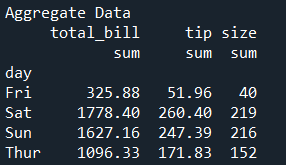 Aggregate Data
total_bill tip size
sum sum sum
day
Fri 325.88 51.96 40
Sat 1778.40 260.40 219
Sun 1627.16 247.39 216
Thur 1096.33 171.83 152